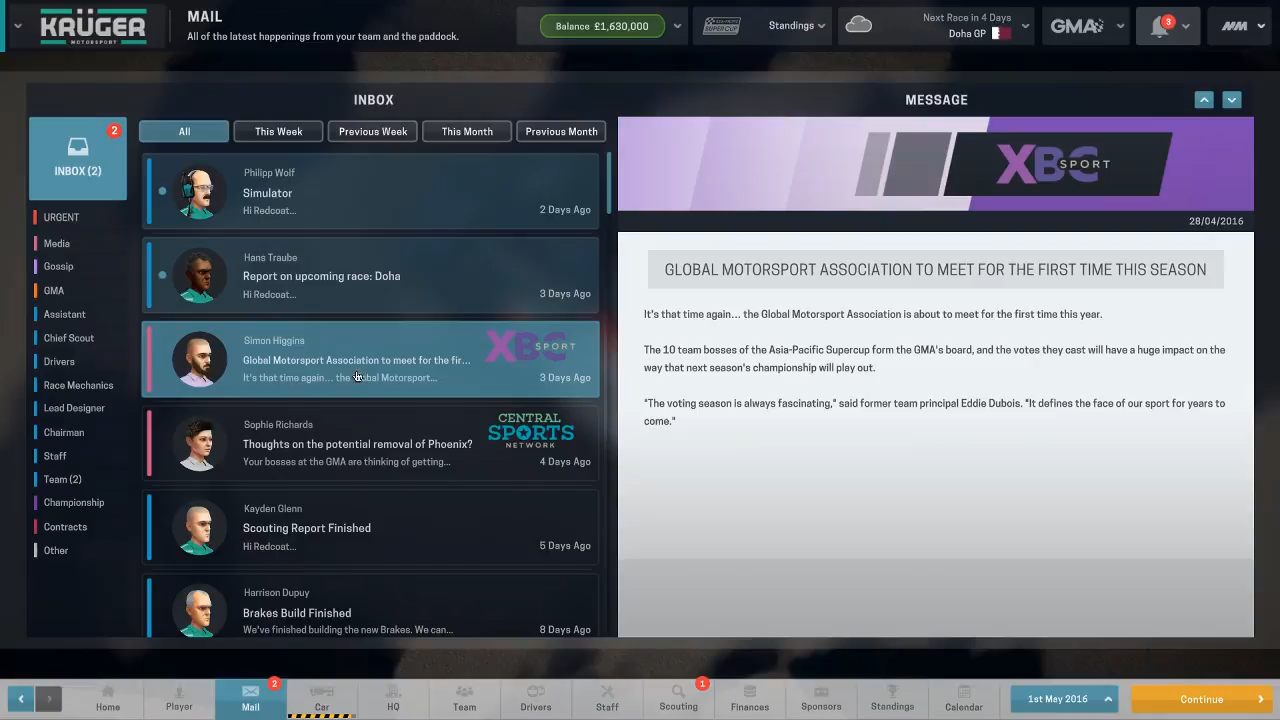 KRÜGER
MOTORSPORT
MAIL
All of the latest happenings from your team and the paddock.
Balance £1,630,000
ASIA-PACIFIC SUPERCUP
Standings
Next Race in 4 Days
Doha GP
GMA
3
INBOX
MESSAGE
2
INBOX (2)
All
This Week
Previous Week
This Month
Previous Month
URGENT
Media
Gossip
GMA
Assistant
Chief Scout
Drivers
Race Mechanics
Lead Designer
Chairman
Staff
Team (2)
Championship
Contracts
Other
Philipp Wolf
Simulator
Hi Redcoat...
2 Days Ago
Hans Traube
Report on upcoming race: Doha
Hi Redcoat...
3 Days Ago
Simon Higgins
Global Motorsport Association to meet for the fir...
It's that time again... the Global Motorsport...
XBC SPORT
3 Days Ago
Sophie Richards
Thoughts on the potential removal of Phoenix?
Your bosses at the GMA are thinking of getting...
CENTRAL
SPORTS
NETWORK
4 Days Ago
Kayden Glenn
Scouting Report Finished
Hi Redcoat...
5 Days Ago
Harrison Dupuy
Brakes Build Finished
We've finished building the new Brakes. We can...
8 Days Ago
XBC SPORT
28/04/2016
GLOBAL MOTORSPORT ASSOCIATION TO MEET FOR THE FIRST TIME THIS SEASON
It's that time again... the Global Motorsport Association is about to meet for the first time this year.
The 10 team bosses of the Asia-Pacific Supercup form the GMA's board, and the votes they cast will have a huge impact on the
way that next season's championship will play out.
"The voting season is always fascinating," said former team principal Eddie Dubois. "It defines the face of our sport for years to
come."
Home
Player
Mail
2
Car
HQ
Team
Drivers
Staff
Scouting
1
Finances
Sponsors
Standings
Calendar
1st May 2016
Continue